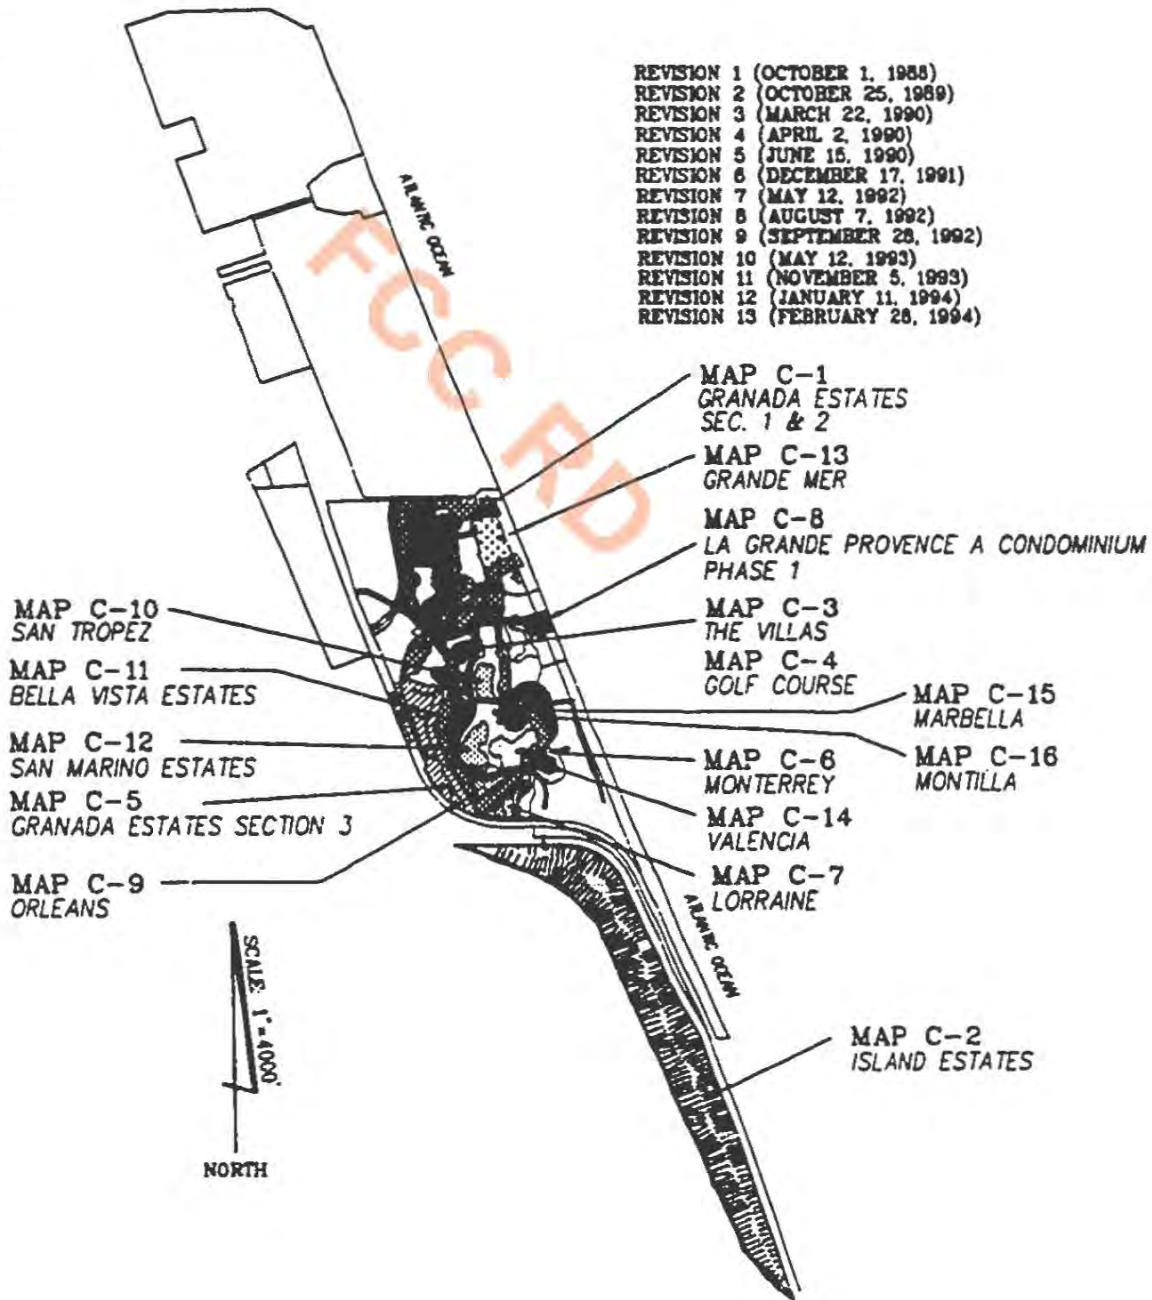 REVISION 1 (OCTOBER 1, 1988)
REVISION 2 (OCTOBER 25, 1989)
REVISION 3 (MARCH 22, 1990)
REVISION 4 (APRIL 2, 1990)
REVISION 5 (JUNE 15, 1990)
REVISION 6 (DECEMBER 17, 1991)
REVISION 7 (MAY 12, 1992)
REVISION 8 (AUGUST 7, 1992)
REVISION 9 (SEPTEMBER 28, 1992)
REVISION 10 (MAY 12, 1993)
REVISION 11 (NOVEMBER 5, 1993)
REVISION 12 (JANUARY 11, 1994)
REVISION 13 (FEBRUARY 28, 1994)
ATLANTIC OCEAN
FCC RD
MAP C-1
GRANADA ESTATES
SEC. 1 & 2
MAP C-13
GRANDE MER
MAP C-8
LA GRANDE PROVENCE A CONDOMINIUM
PHASE 1
MAP C-10
SAN TROPEZ
MAP C-3
THE VILLAS
MAP C-11
BELLA VISTA ESTATES
MAP C-4
GOLF COURSE
MAP C-15
MARBELLA
MAP C-12
SAN MARINO ESTATES
MAP C-6
MONTERREY
MAP C-16
MONTILLA
MAP C-5
GRANADA ESTATES SECTION 3
MAP C-14
VALENCIA
MAP C-9
ORLEANS
MAP C-7
LORRAINE
ATLANTIC OCEAN
SCALE: 1"=4000'
NORTH
MAP C-2
ISLAND ESTATES